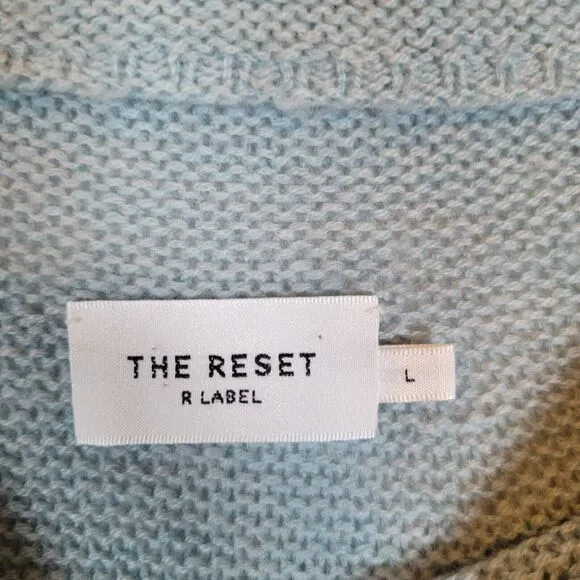 THE RESET
R LABEL
L